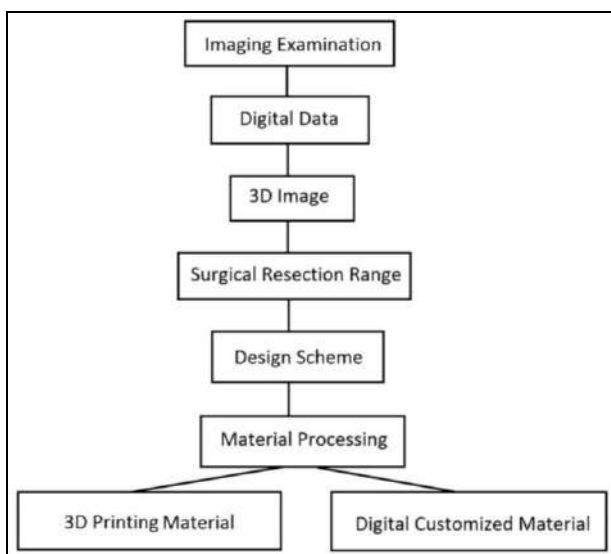 Imaging Examination
Digital Data
3D Image
Surgical Resection Range
Design Scheme
Material Processing
3D Printing Material
Digital Customized Material